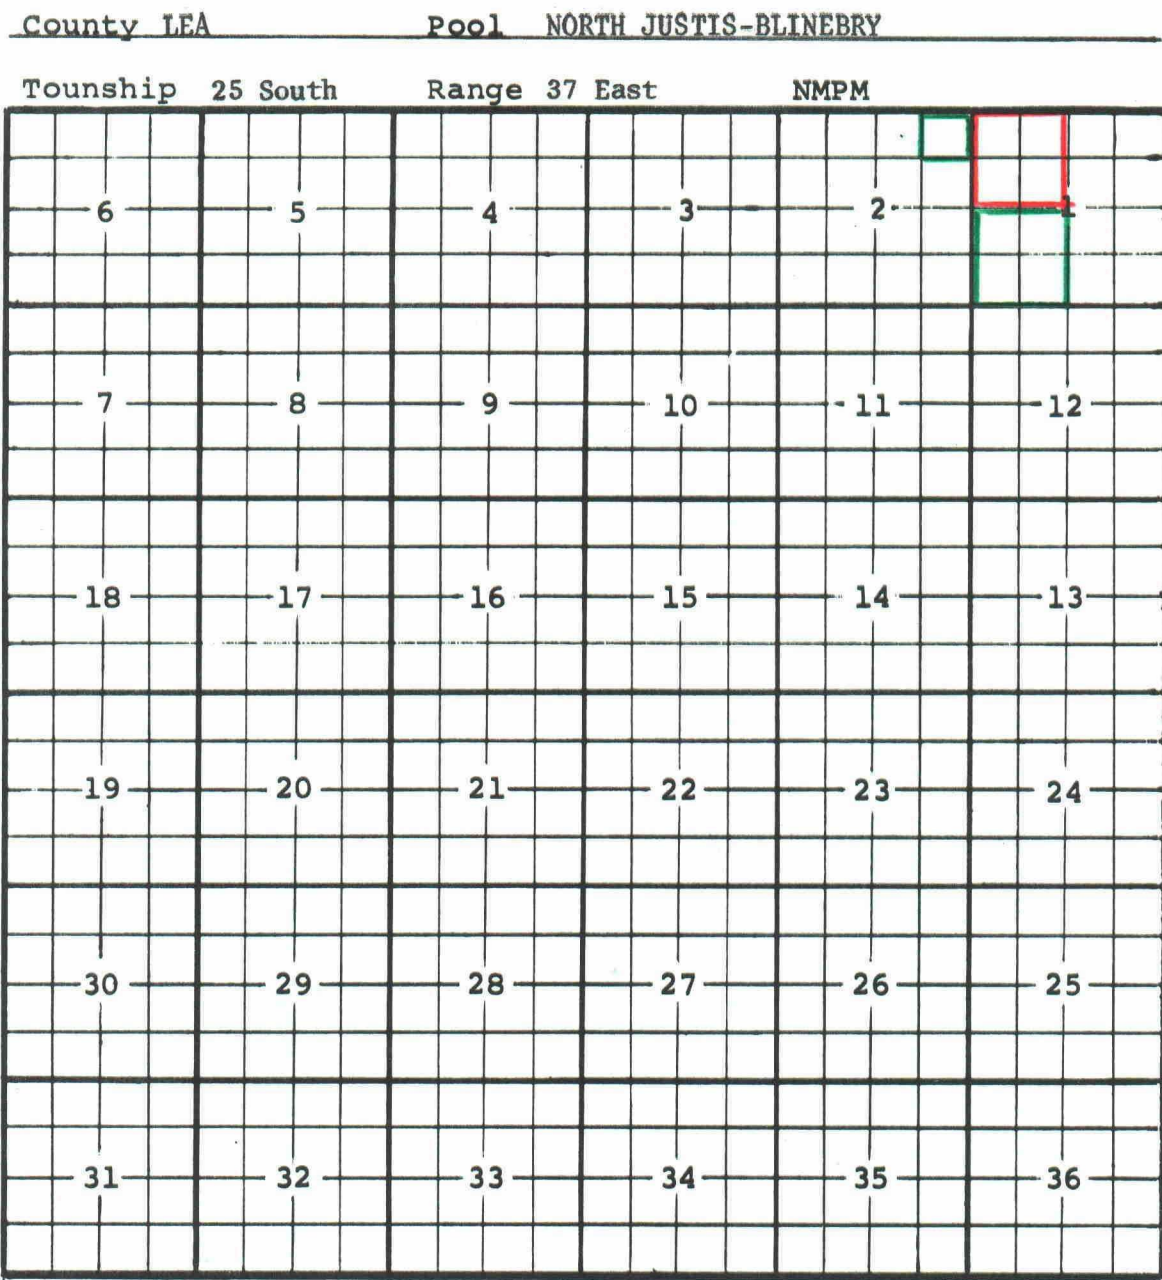 County LEA Pool NORTH JUSTIS-BLINEBRY
Tounship 25 South Range 37 East NMPM
6 5 4 3 2 1
7 8 9 10 11 12
18 17 16 15 14 13
19 20 21 22 23 24
30 29 28 27 26 25
31 32 33 34 35 36